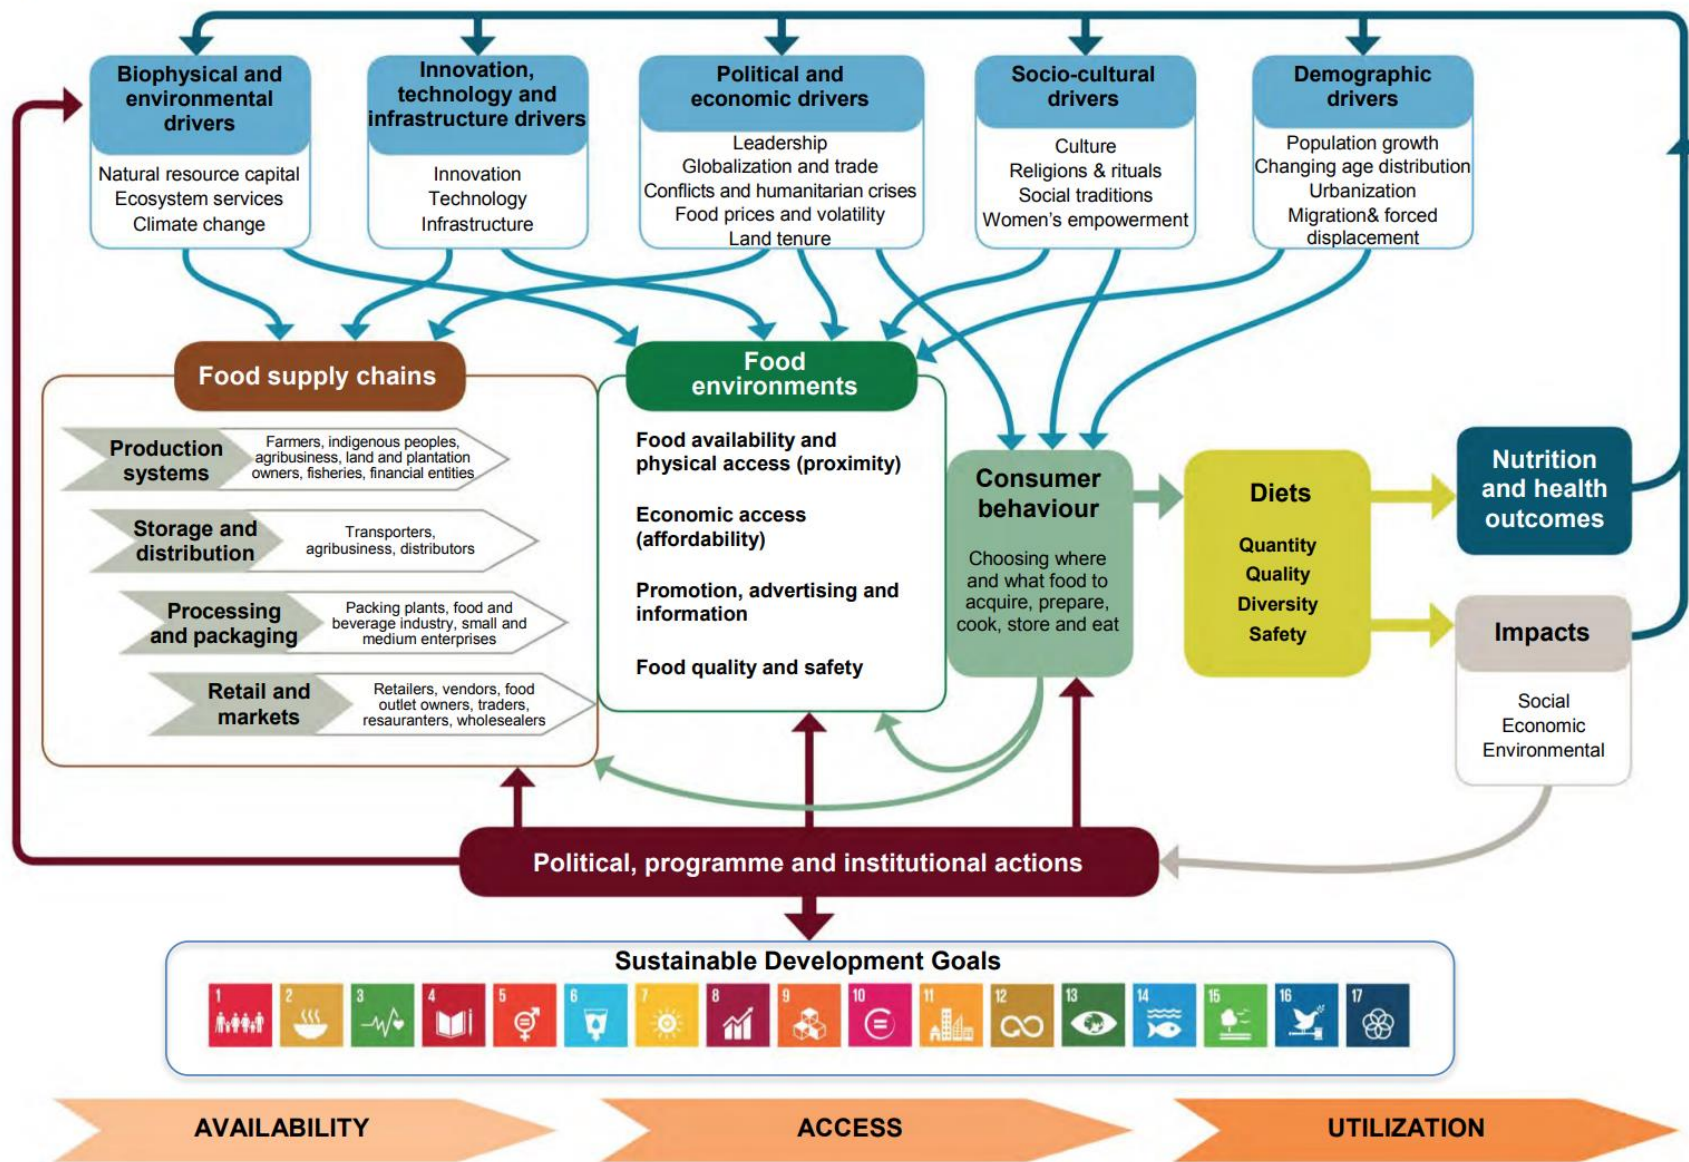 Biophysical and
environmental
drivers
Natural resource capital
Ecosystem services
Climate change
Innovation,
technology and
infrastructure drivers
Innovation
Technology
Infrastructure
Political and
economic drivers
Leadership
Globalization and trade
Conflicts and humanitarian crises
Food prices and volatility
Land tenure
Socio-cultural
drivers
Culture
Religions & rituals
Social traditions
Women's empowerment
Demographic
drivers
Population growth
Changing age distribution
Urbanization
Migration& forced
displacement
Food supply chains
Production
systems
Farmers, indigenous peoples,
agribusiness, land and plantation
owners, fisheries, financial entities
Storage and
distribution
Transporters,
agribusiness, distributors
Processing
and packaging
Packing plants, food and
beverage industry, small and
medium enterprises
Retail and
markets
Retailers, vendors, food
outlet owners, traders,
resauranters, wholesealers
Food
environments
Food availability and
physical access (proximity)
Economic access
(affordability)
Promotion, advertising and
information
Food quality and safety
Consumer
behaviour
Choosing where
and what food to
acquire, prepare,
cook, store and eat
Diets
Quantity
Quality
Diversity
Safety
Nutrition
and health
outcomes
Impacts
Social
Economic
Environmental
Political, programme and institutional actions
Sustainable Development Goals
1 2 3 4 5 6 7 8 9 10 11 12 13 14 15 16 17
AVAILABILITY
ACCESS
UTILIZATION